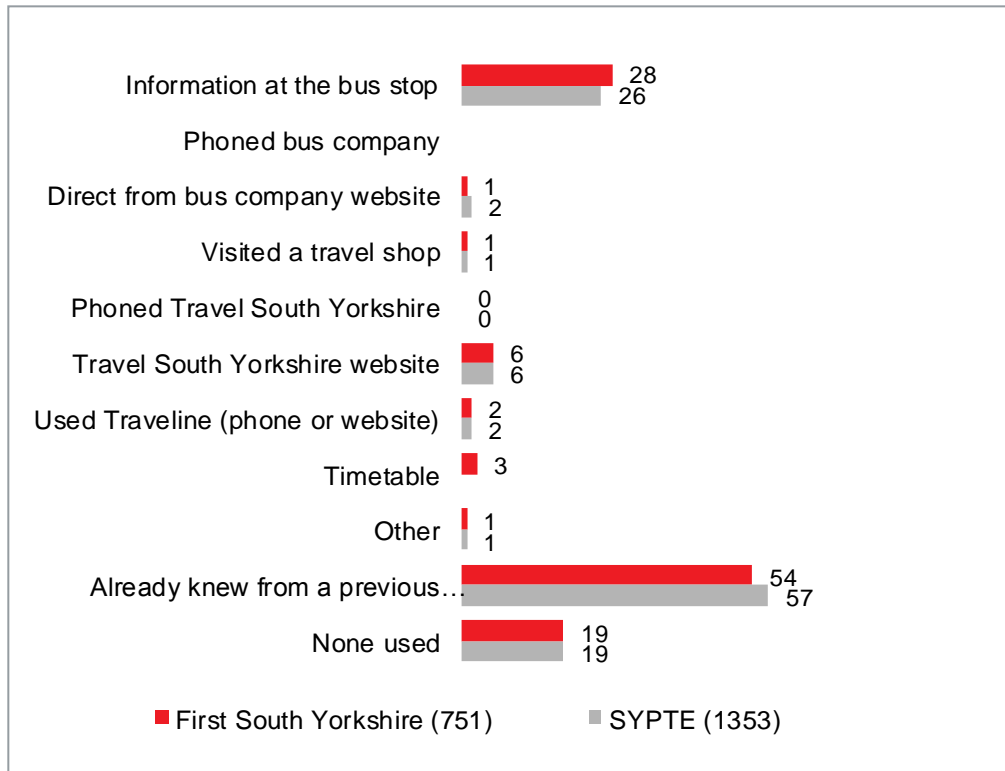 Information at the bus stop
28
26
Phoned bus company
Direct from bus company website
1
2
Visited a travel shop
1
1
Phoned Travel South Yorkshire
0
0
Travel South Yorkshire website
6
6
Used Traveline (phone or website)
2
2
Timetable
3
Other
1
1
Already knew from a previous…
54
57
None used
19
19
First South Yorkshire (751) SYPTE (1353)